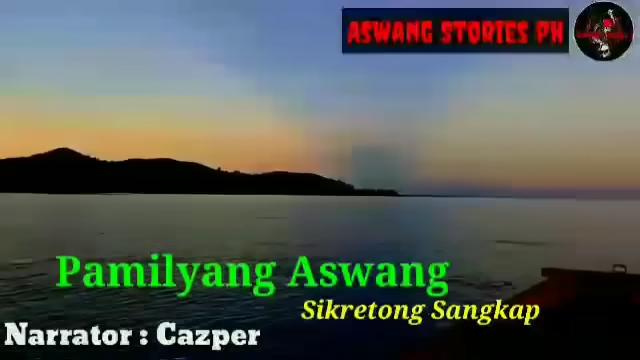 ASWANG STORIES PH
Pamilyang Aswang
Sikretong Sangkap
Narrator : Cazper